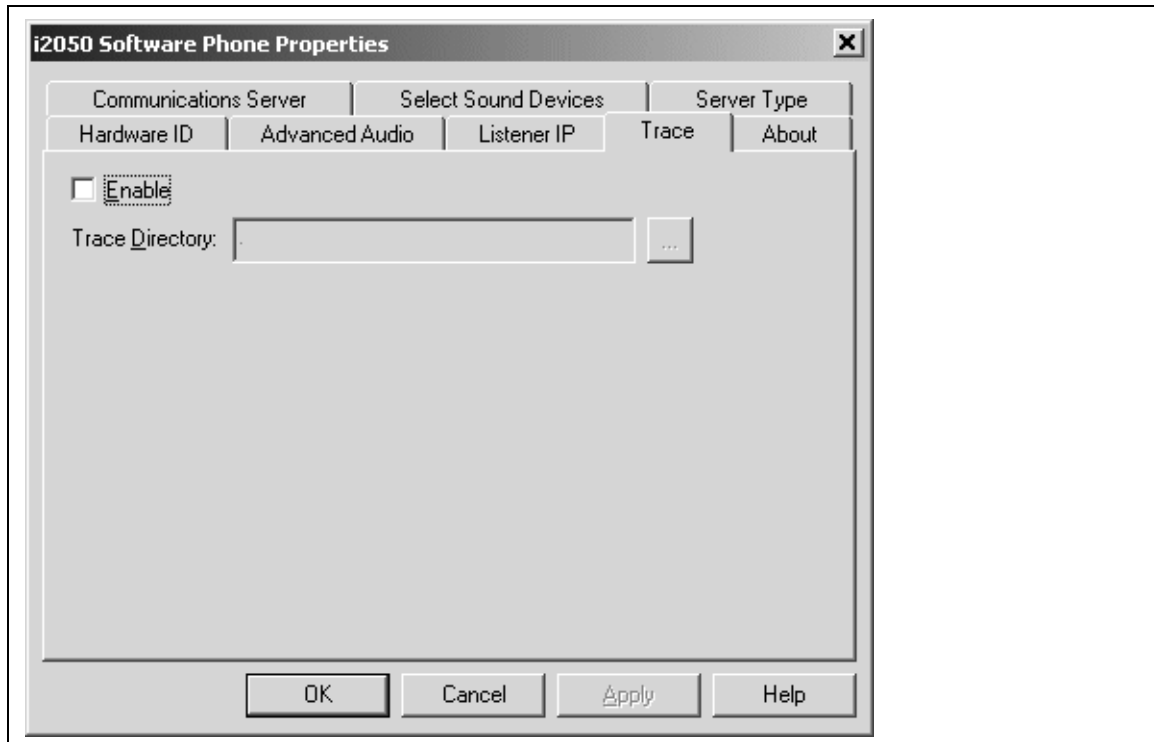 i2050 Software Phone Properties
Communications Server Select Sound Devices Server Type
Hardware ID Advanced Audio Listener IP Trace About
Enable
Trace Directory: .
...
OK Cancel Apply Help